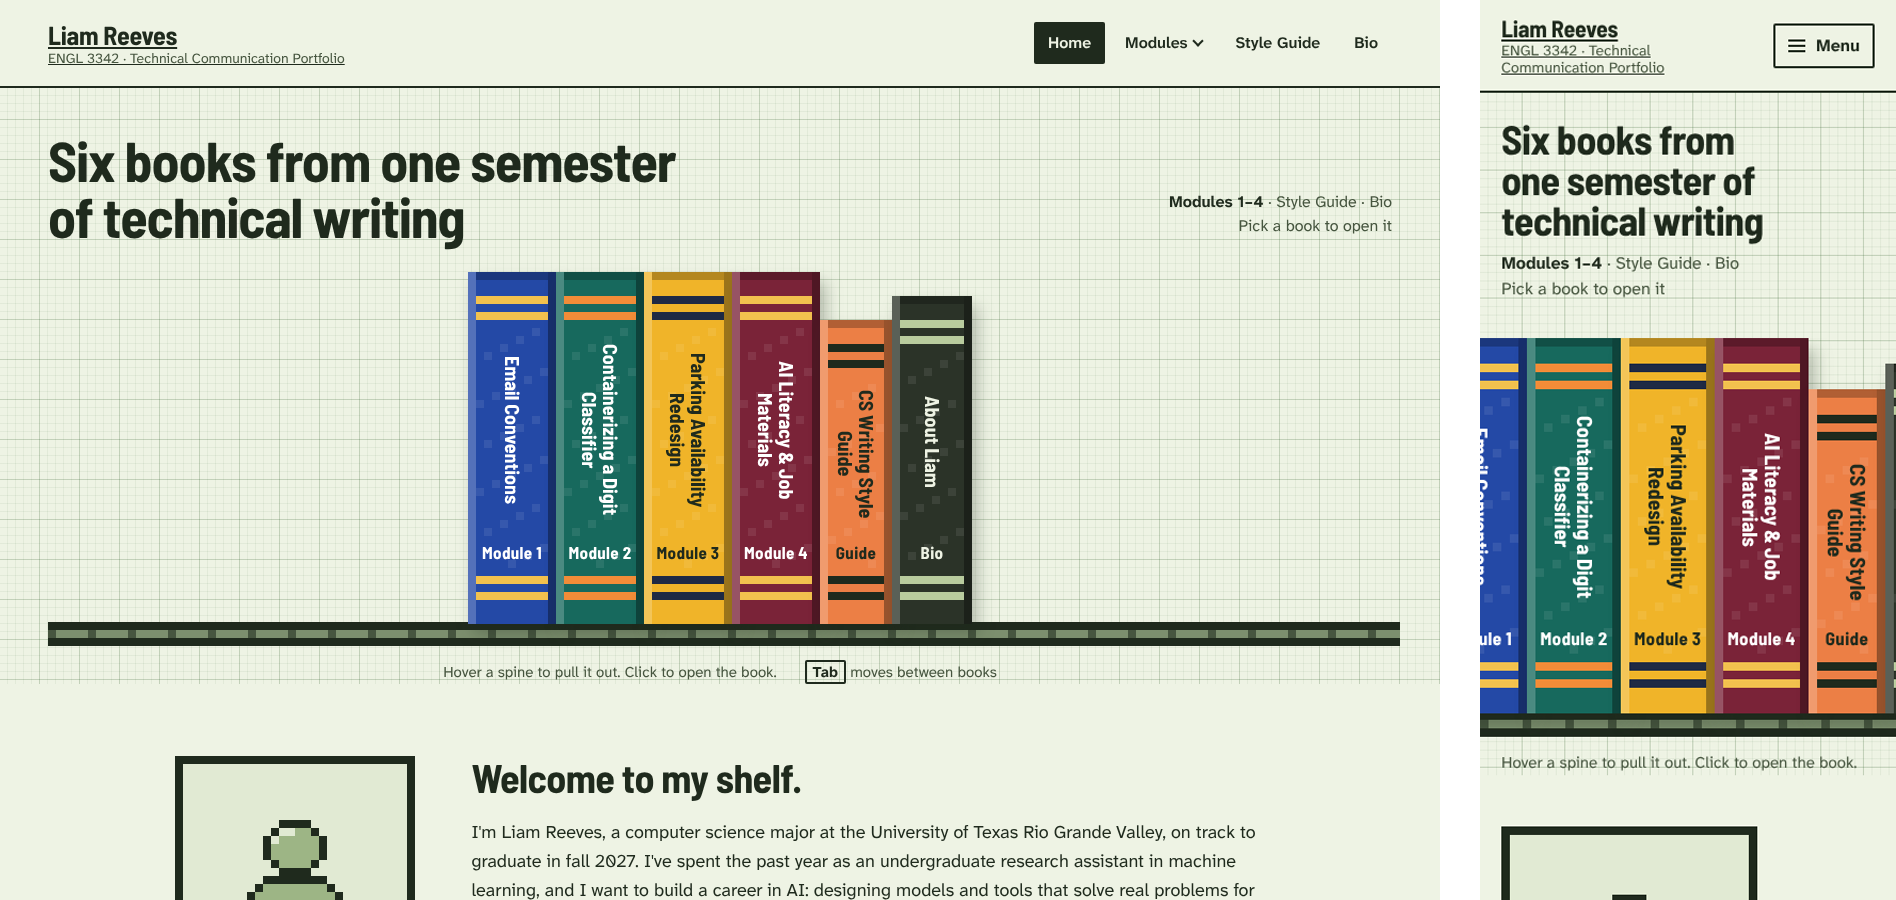 Liam Reeves
ENGL 3342 · Technical Communication Portfolio
Home
Modules
Style Guide
Bio
Six books from one semester
of technical writing
Modules 1–4 · Style Guide · Bio
Pick a book to open it
Email Conventions
Module 1
Containerizing a Digit
Classifier
Module 2
Parking Availability
Redesign
Module 3
AI Literacy & Job
Materials
Module 4
CS Writing Style
Guide
Guide
About Liam
Bio
Hover a spine to pull it out. Click to open the book.
Tab moves between books
Welcome to my shelf.
I'm Liam Reeves, a computer science major at the University of Texas Rio Grande Valley, on track to
graduate in fall 2027. I've spent the past year as an undergraduate research assistant in machine
learning, and I want to build a career in AI: designing models and tools that solve real problems for
Liam Reeves
ENGL 3342 · Technical
Communication Portfolio
Menu
Six books from
one semester of
technical writing
Modules 1–4 · Style Guide · Bio
Pick a book to open it
Email Conventions
ule 1
Containerizing a Digit
Classifier
Module 2
Parking Availability
Redesign
Module 3
AI Literacy & Job
Materials
Module 4
CS Writing Style
Guide
Guide
Hover a spine to pull it out. Click to open the book.